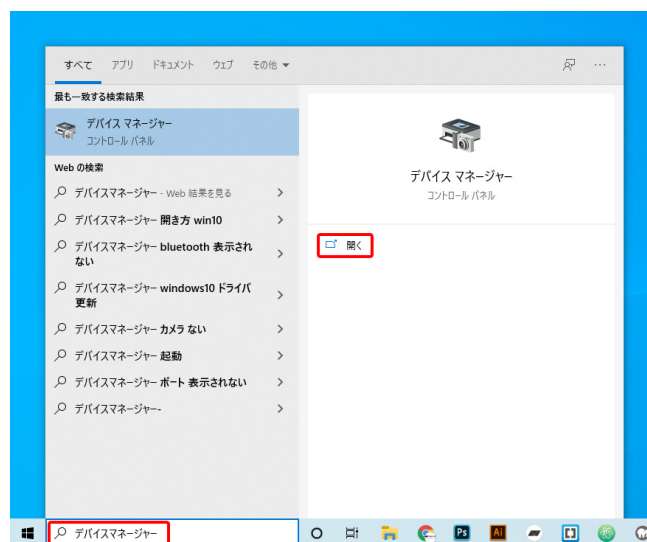 すべて アプリ ドキュメント ウェブ その他
最も一致する検索結果
デバイス マネージャー
コントロール パネル
Web の検索
デバイスマネージャー - Web 結果を見る
デバイスマネージャー 開き方 win10
デバイスマネージャー bluetooth 表示され
ない
デバイスマネージャー windows10 ドライバ
更新
デバイスマネージャー カメラ ない
デバイスマネージャー 起動
デバイスマネージャー ポート 表示されない
デバイスマネージャー-
デバイス マネージャー
コントロール パネル
開く
デバイスマネージャー
Ps
Ai